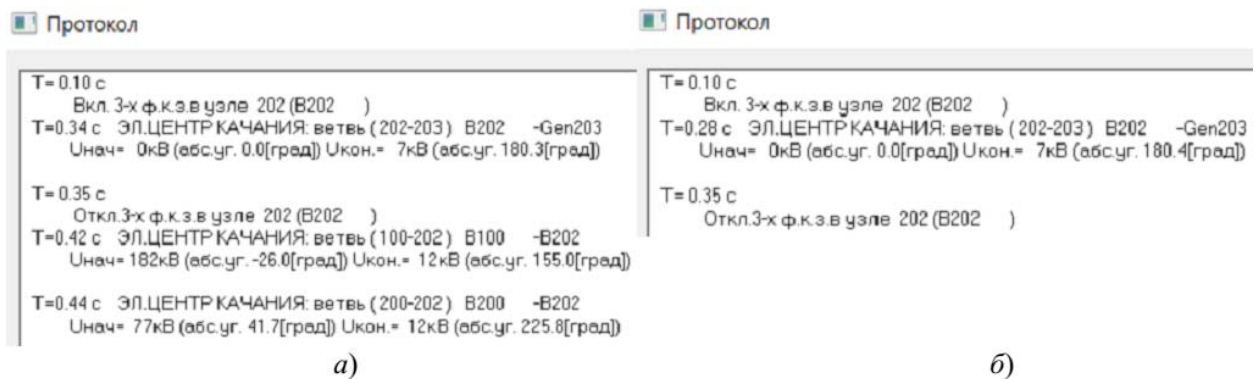 Протокол
T= 0.10 с
Вкл. 3-х ф.к.з.в узле 202 (B202 )
T=0.34 с ЭЛ.ЦЕНТР КАЧАНИЯ: ветвь ( 202-203 ) B202 -Gen203
Uнач= 0кВ (абс.уг. 0.0[град]) Uкон.= 7кВ (абс.уг. 180.3[град])
T= 0.35 с
Откл.3-х ф.к.з.в узле 202 (B202 )
T=0.42 с ЭЛ.ЦЕНТР КАЧАНИЯ: ветвь ( 100-202 ) B100 -B202
Uнач= 182кВ (абс.уг. -26.0[град]) Uкон.= 12кВ (абс.уг. 155.0[град])
T=0.44 с ЭЛ.ЦЕНТР КАЧАНИЯ: ветвь ( 200-202 ) B200 -B202
Uнач= 77кВ (абс.уг. 41.7[град]) Uкон.= 12кВ (абс.уг. 225.8[град])
а)
Протокол
T= 0.10 с
Вкл. 3-х ф.к.з.в узле 202 (B202 )
T=0.28 с ЭЛ.ЦЕНТР КАЧАНИЯ: ветвь ( 202-203 ) B202 -Gen203
Uнач= 0кВ (абс.уг. 0.0[град]) Uкон.= 7кВ (абс.уг. 180.4[град])
T= 0.35 с
Откл.3-х ф.к.з.в узле 202 (B202 )
б)